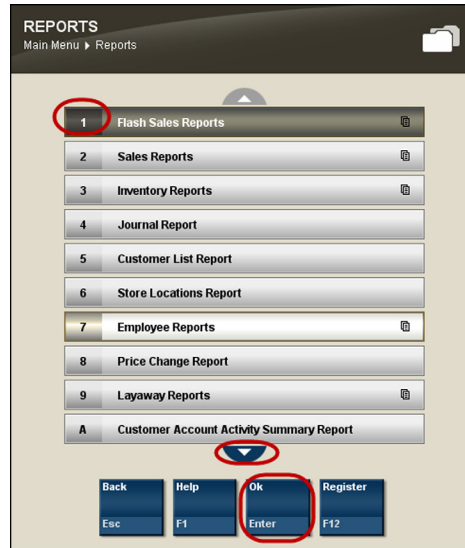 REPORTS
Main Menu ▸ Reports
1 Flash Sales Reports
2 Sales Reports
3 Inventory Reports
4 Journal Report
5 Customer List Report
6 Store Locations Report
7 Employee Reports
8 Price Change Report
9 Layaway Reports
A Customer Account Activity Summary Report
Back Help Ok Register
Esc F1 Enter F12